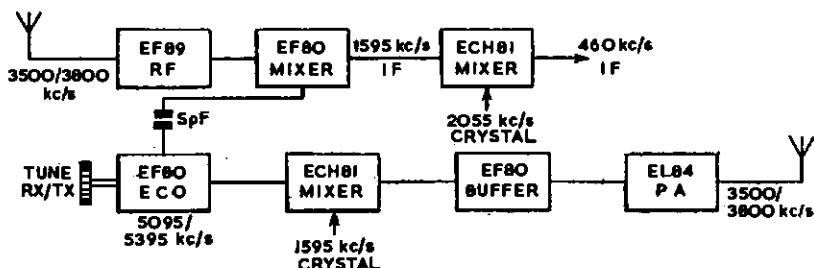 EF89
RF
EF80
MIXER
1595 kc/s
IF
ECH81
MIXER
460 kc/s
IF
3500/3800
kc/s
5pF
2055 kc/s
CRYSTAL
TUNE
RX/TX
EF80
ECO
5095/
5395 kc/s
ECH81
MIXER
1595 kc/s
CRYSTAL
EF80
BUFFER
EL84
PA
3500/
3800 kc/s